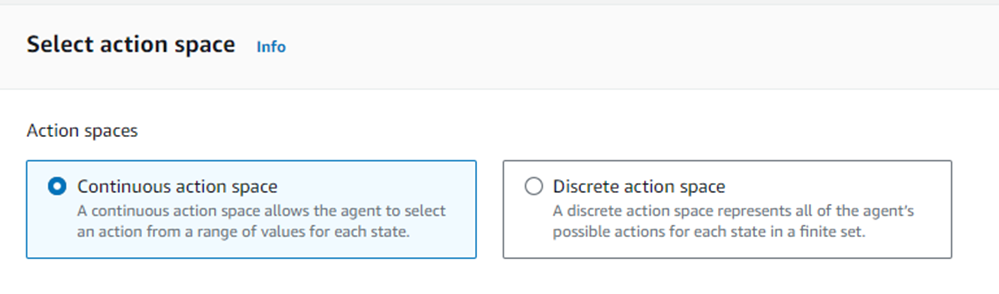 Select action space Info
Action spaces
Continuous action space
A continuous action space allows the agent to select
an action from a range of values for each state.
Discrete action space
A discrete action space represents all of the agent's
possible actions for each state in a finite set.